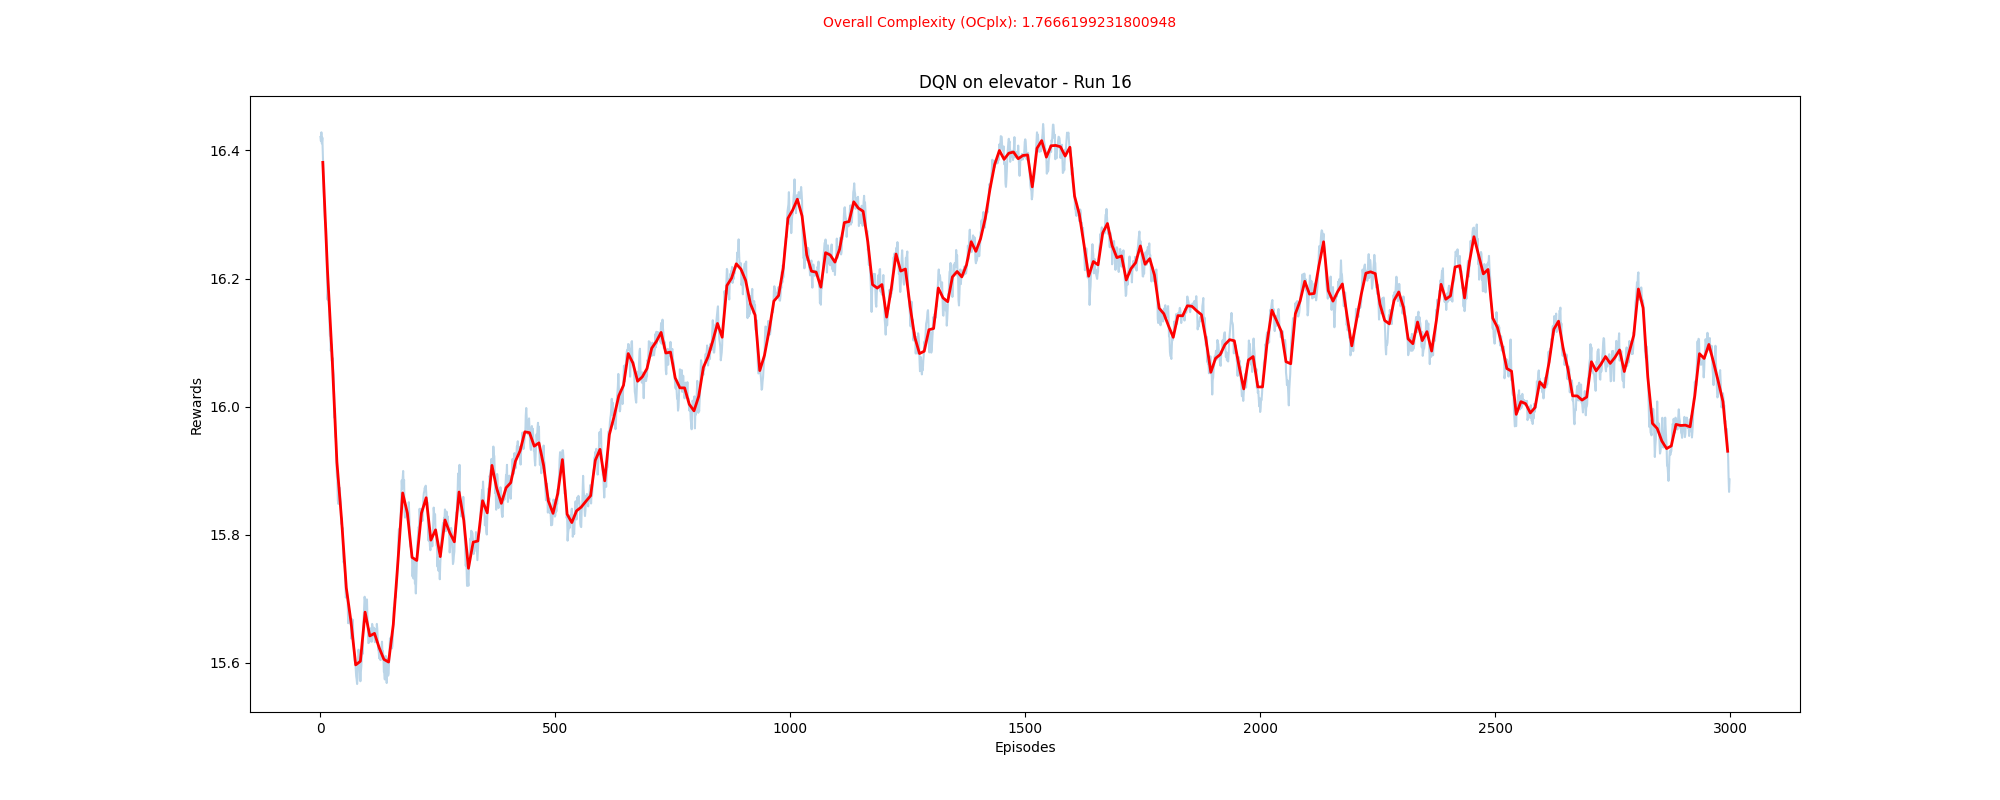 Overall Complexity (OCplx): 1.7666199231800948
DQN on elevator - Run 16
Rewards
16.4
16.2
16.0
15.8
15.6
0 500 1000 1500 2000 2500 3000
Episodes